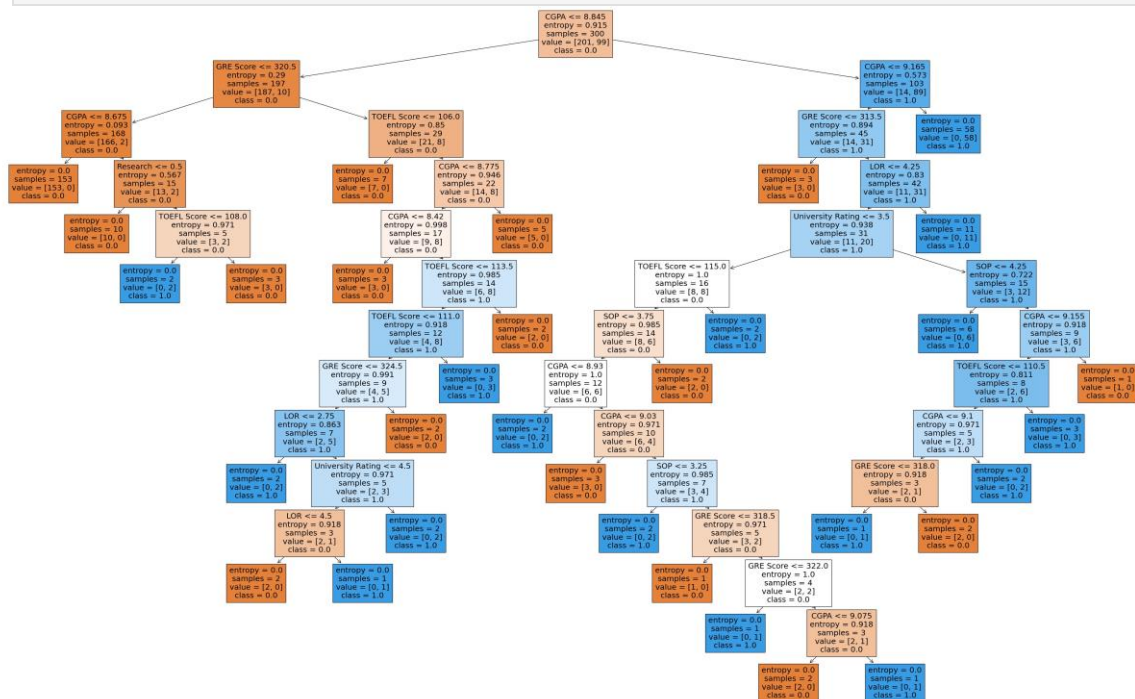 CGPA <= 8.845
entropy = 0.915
samples = 300
value = [201, 99]
class = 0.0
GRE Score <= 320.5
entropy = 0.29
samples = 197
value = [187, 10]
class = 0.0
CGPA <= 9.165
entropy = 0.573
samples = 103
value = [14, 89]
class = 1.0
CGPA <= 8.675
entropy = 0.093
samples = 168
value = [166, 2]
class = 0.0
TOEFL Score <= 106.0
entropy = 0.85
samples = 29
value = [21, 8]
class = 0.0
GRE Score <= 313.5
entropy = 0.894
samples = 45
value = [14, 31]
class = 1.0
entropy = 0.0
samples = 58
value = [0, 58]
class = 1.0
entropy = 0.0
samples = 153
value = [153, 0]
class = 0.0
Research <= 0.5
entropy = 0.567
samples = 15
value = [13, 2]
class = 0.0
entropy = 0.0
samples = 7
value = [7, 0]
class = 0.0
CGPA <= 8.775
entropy = 0.946
samples = 22
value = [14, 8]
class = 0.0
entropy = 0.0
samples = 3
value = [3, 0]
class = 0.0
LOR <= 4.25
entropy = 0.83
samples = 42
value = [11, 31]
class = 1.0
entropy = 0.0
samples = 10
value = [10, 0]
class = 0.0
TOEFL Score <= 108.0
entropy = 0.971
samples = 5
value = [3, 2]
class = 0.0
CGPA <= 8.42
entropy = 0.998
samples = 17
value = [9, 8]
class = 0.0
entropy = 0.0
samples = 5
value = [5, 0]
class = 0.0
University Rating <= 3.5
entropy = 0.938
samples = 31
value = [11, 20]
class = 1.0
entropy = 0.0
samples = 11
value = [0, 11]
class = 1.0
entropy = 0.0
samples = 2
value = [0, 2]
class = 1.0
entropy = 0.0
samples = 3
value = [3, 0]
class = 0.0
entropy = 0.0
samples = 3
value = [3, 0]
class = 0.0
TOEFL Score <= 113.5
entropy = 0.985
samples = 14
value = [6, 8]
class = 1.0
TOEFL Score <= 115.0
entropy = 1.0
samples = 16
value = [8, 8]
class = 0.0
SOP <= 4.25
entropy = 0.722
samples = 15
value = [3, 12]
class = 1.0
TOEFL Score <= 111.0
entropy = 0.918
samples = 12
value = [4, 8]
class = 1.0
entropy = 0.0
samples = 2
value = [2, 0]
class = 0.0
SOP <= 3.75
entropy = 0.985
samples = 14
value = [8, 6]
class = 0.0
entropy = 0.0
samples = 2
value = [0, 2]
class = 1.0
entropy = 0.0
samples = 6
value = [0, 6]
class = 1.0
CGPA <= 9.155
entropy = 0.918
samples = 9
value = [3, 6]
class = 1.0
GRE Score <= 324.5
entropy = 0.991
samples = 9
value = [4, 5]
class = 1.0
entropy = 0.0
samples = 3
value = [0, 3]
class = 1.0
CGPA <= 8.93
entropy = 1.0
samples = 12
value = [6, 6]
class = 0.0
entropy = 0.0
samples = 2
value = [2, 0]
class = 0.0
TOEFL Score <= 110.5
entropy = 0.811
samples = 8
value = [2, 6]
class = 1.0
entropy = 0.0
samples = 1
value = [1, 0]
class = 0.0
LOR <= 2.75
entropy = 0.863
samples = 7
value = [2, 5]
class = 1.0
entropy = 0.0
samples = 2
value = [2, 0]
class = 0.0
entropy = 0.0
samples = 2
value = [0, 2]
class = 1.0
CGPA <= 9.03
entropy = 0.971
samples = 10
value = [6, 4]
class = 0.0
CGPA <= 9.1
entropy = 0.971
samples = 5
value = [2, 3]
class = 1.0
entropy = 0.0
samples = 3
value = [0, 3]
class = 1.0
entropy = 0.0
samples = 2
value = [0, 2]
class = 1.0
University Rating <= 4.5
entropy = 0.971
samples = 5
value = [2, 3]
class = 1.0
entropy = 0.0
samples = 3
value = [3, 0]
class = 0.0
SOP <= 3.25
entropy = 0.985
samples = 7
value = [3, 4]
class = 1.0
GRE Score <= 318.0
entropy = 0.918
samples = 3
value = [2, 1]
class = 0.0
entropy = 0.0
samples = 2
value = [0, 2]
class = 1.0
LOR <= 4.5
entropy = 0.918
samples = 3
value = [2, 1]
class = 0.0
entropy = 0.0
samples = 2
value = [0, 2]
class = 1.0
entropy = 0.0
samples = 2
value = [0, 2]
class = 1.0
GRE Score <= 318.5
entropy = 0.971
samples = 5
value = [3, 2]
class = 0.0
entropy = 0.0
samples = 1
value = [0, 1]
class = 1.0
entropy = 0.0
samples = 2
value = [2, 0]
class = 0.0
entropy = 0.0
samples = 2
value = [2, 0]
class = 0.0
entropy = 0.0
samples = 1
value = [0, 1]
class = 1.0
entropy = 0.0
samples = 1
value = [1, 0]
class = 0.0
GRE Score <= 322.0
entropy = 1.0
samples = 4
value = [2, 2]
class = 0.0
entropy = 0.0
samples = 1
value = [0, 1]
class = 1.0
CGPA <= 9.075
entropy = 0.918
samples = 3
value = [2, 1]
class = 0.0
entropy = 0.0
samples = 2
value = [2, 0]
class = 0.0
entropy = 0.0
samples = 1
value = [0, 1]
class = 1.0